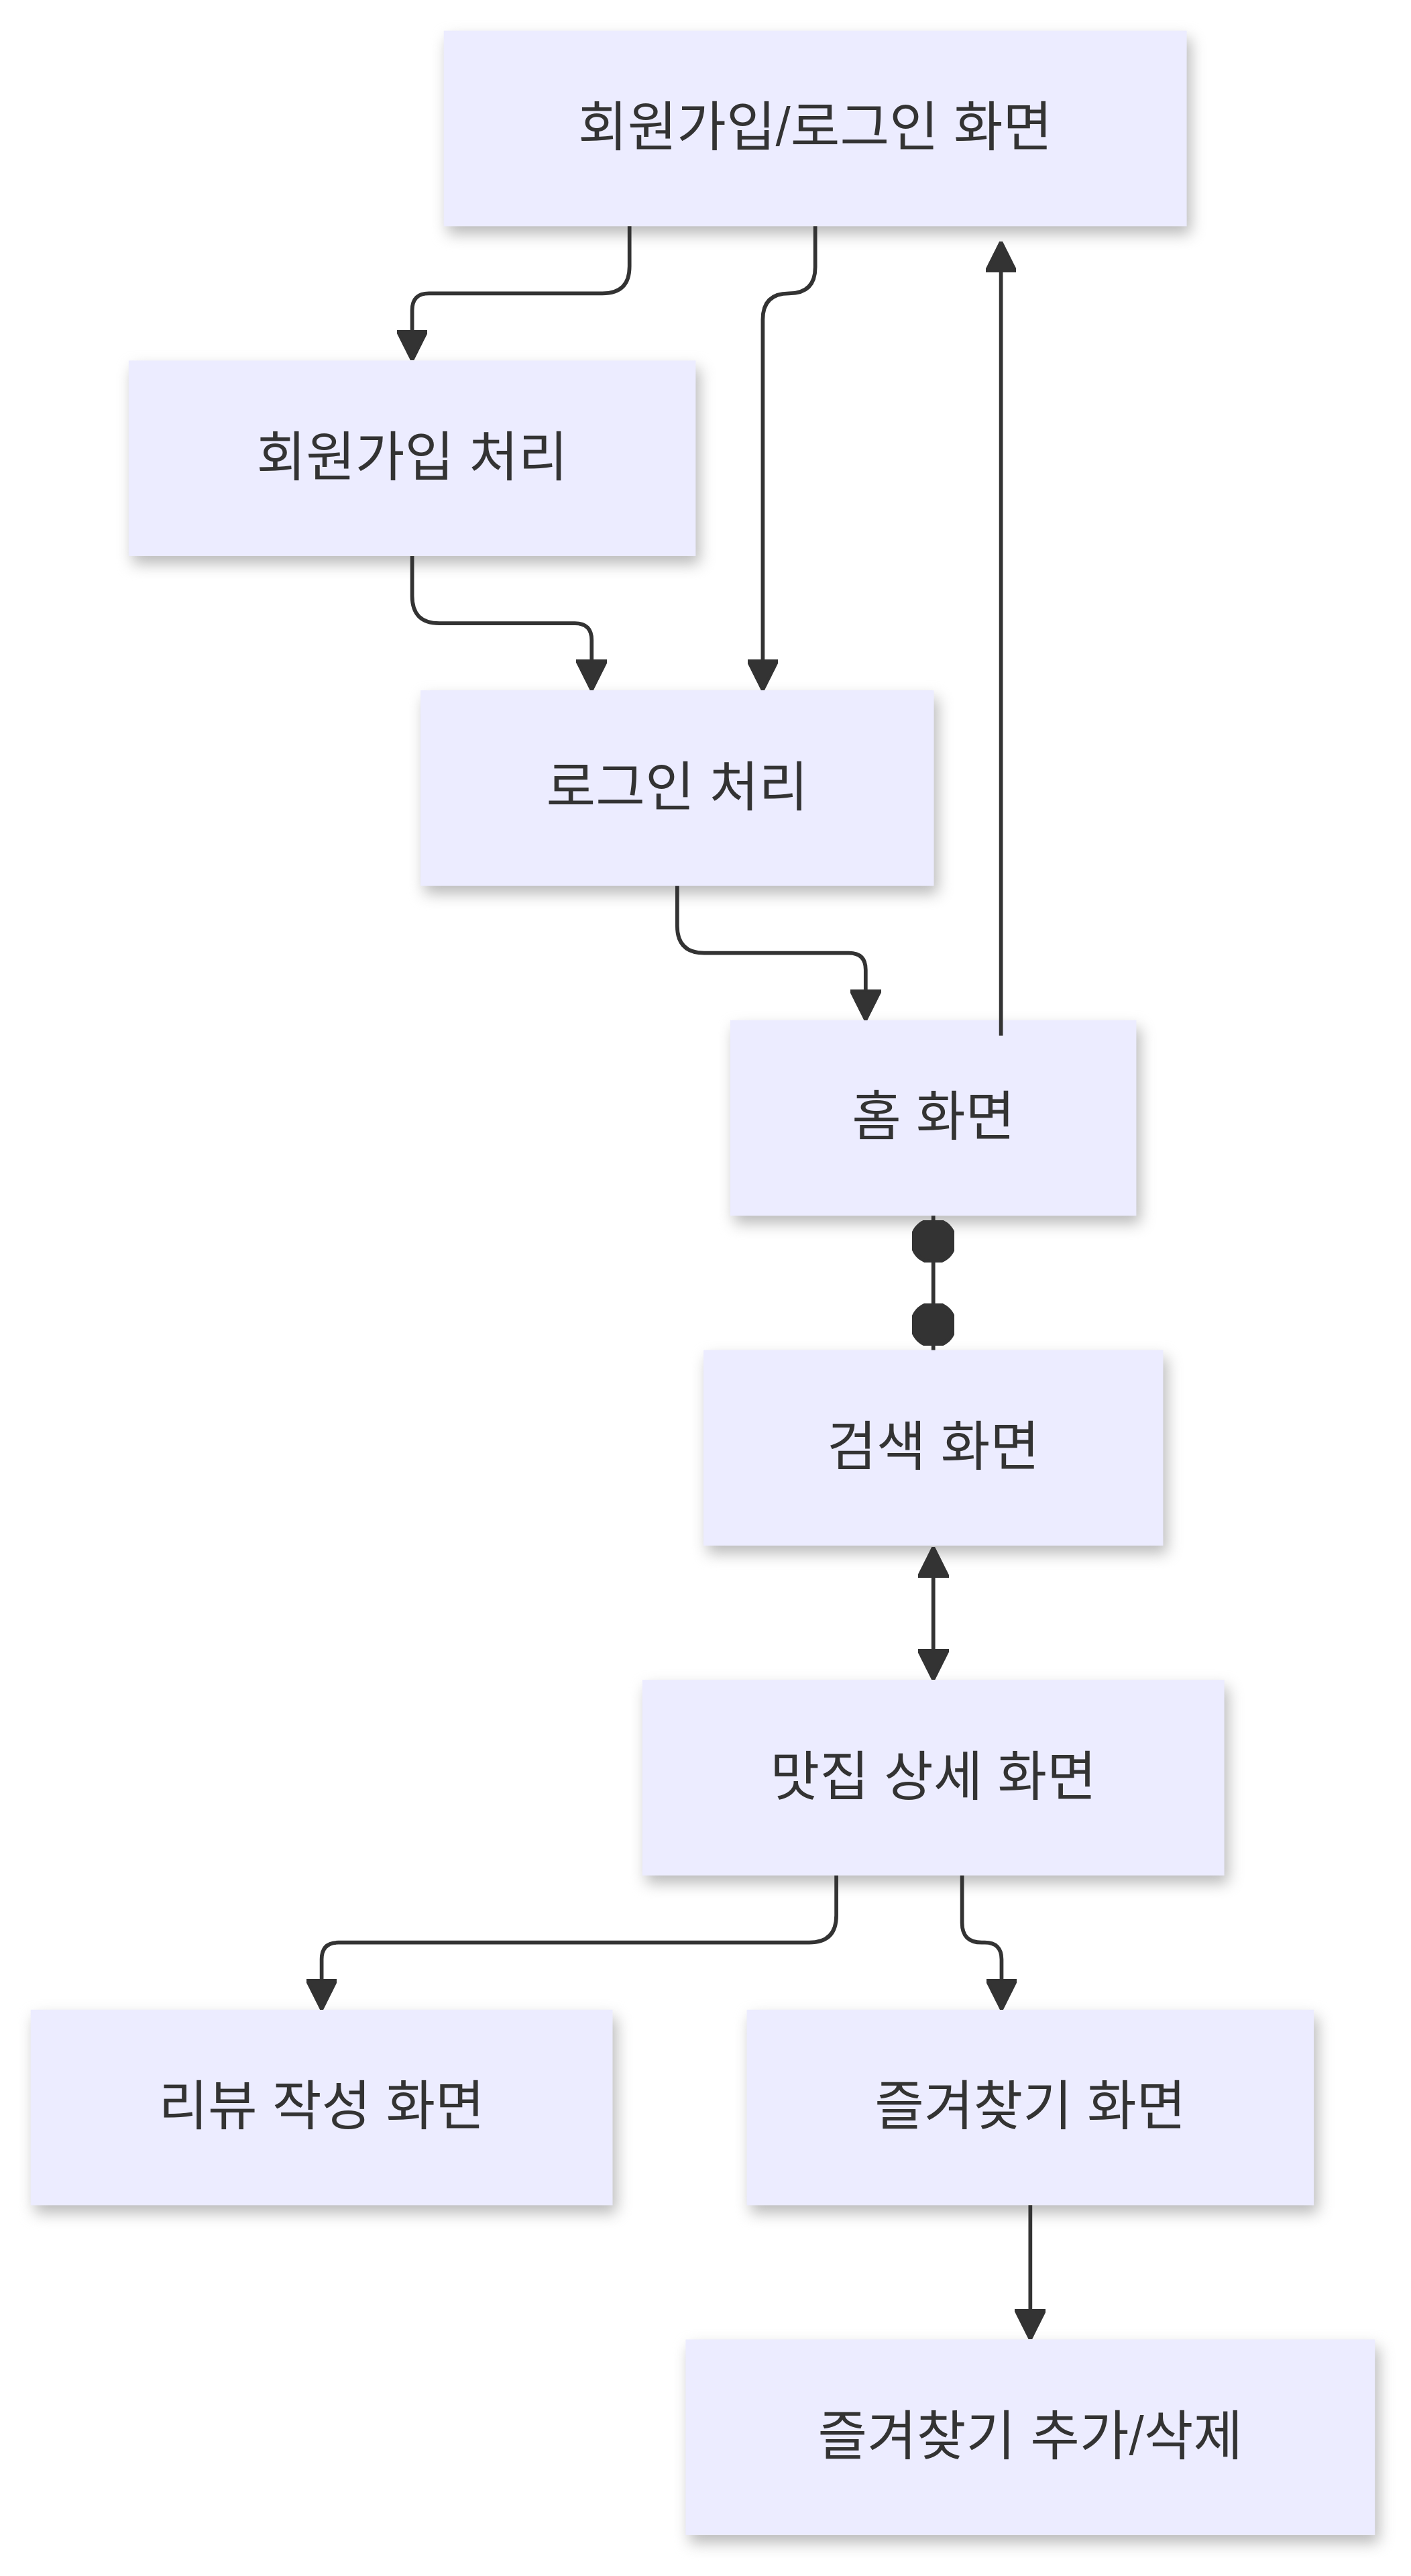 회원가입/로그인 화면
회원가입 처리
로그인 처리
홈 화면
검색 화면
맛집 상세 화면
리뷰 작성 화면
즐겨찾기 화면
즐겨찾기 추가/삭제